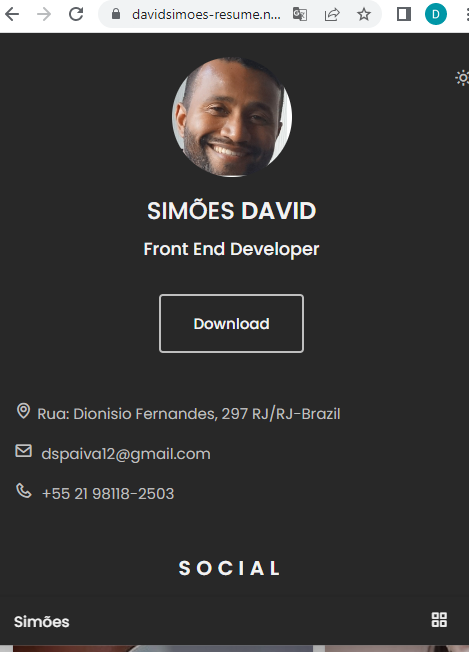 davidsimoes-resume.n...
D
SIMÕES DAVID
Front End Developer
Download
Rua: Dionisio Fernandes, 297 RJ/RJ-Brazil
dspaiva12@gmail.com
+55 21 98118-2503
SOCIAL
Simões